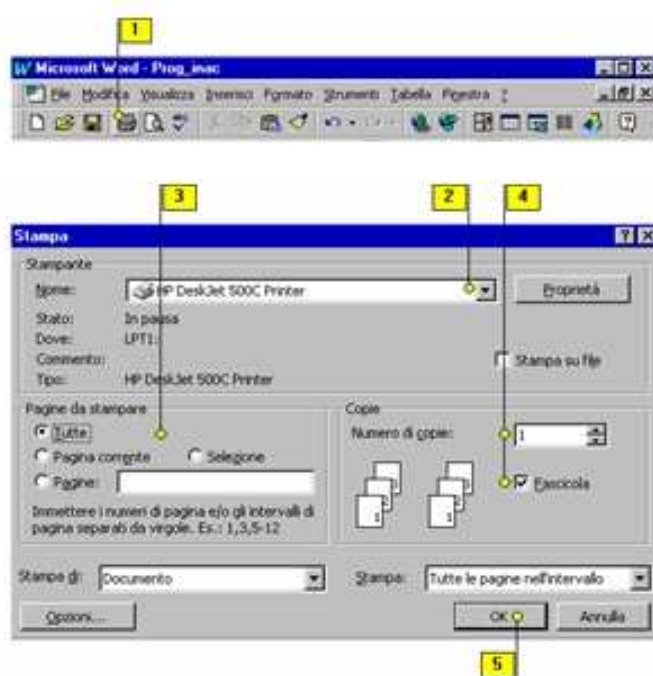 1
Microsoft Word - Prog_inac
File Modifica Visualizza Inserisci Formato Strumenti Tabella Finestra ?
3 2 4
Stampa
Stampante
Nome: HP DeskJet 500C Printer Proprietà
Stato: In pausa
Dove: LPT1:
Commento: Stampa su file
Tipo: HP DeskJet 500C Printer
Pagine da stampare Copie
Tutte Numero di copie: 1
Pagina corrente Selezione
Pagine: Fascicola
Immettere i numeri di pagina e/o gli intervalli di
pagina separati da virgole. Es.: 1,3,5-12
Stampa di: Documento Stampa: Tutte le pagine nell'intervallo
Opzioni... OK Annulla
5